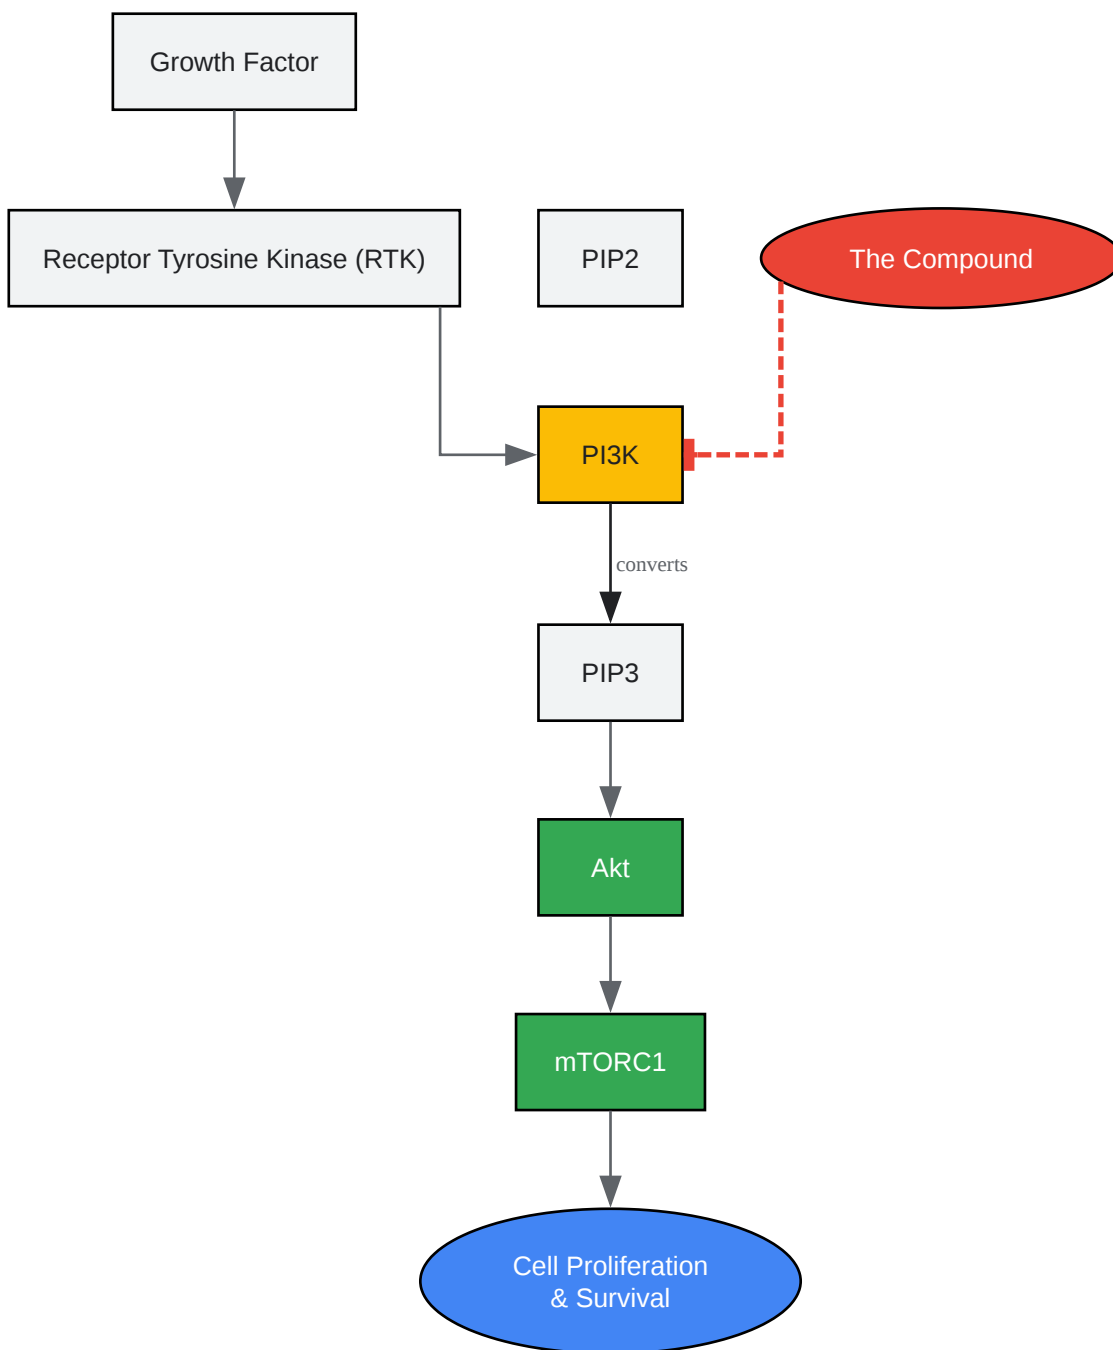 Growth Factor
Receptor Tyrosine Kinase (RTK)
PIP2
The Compound
PI3K
converts
PIP3
Akt
mTORC1
Cell Proliferation
& Survival